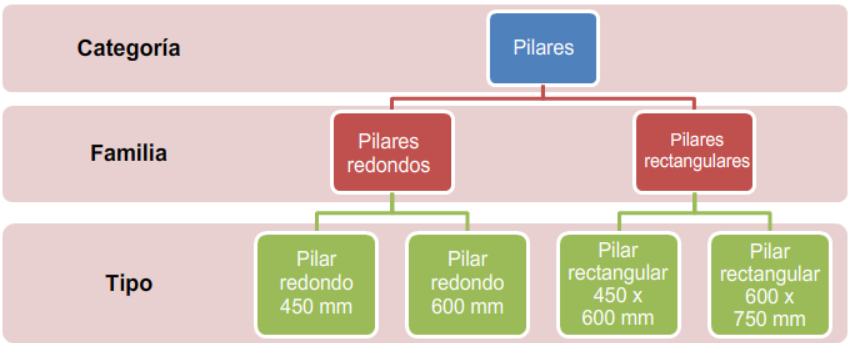 Categoría
Pilares
Familia
Pilares
redondos
Pilares
rectangulares
Tipo
Pilar
redondo
450 mm
Pilar
redondo
600 mm
Pilar
rectangular
450 x
600 mm
Pilar
rectangular
600 x
750 mm